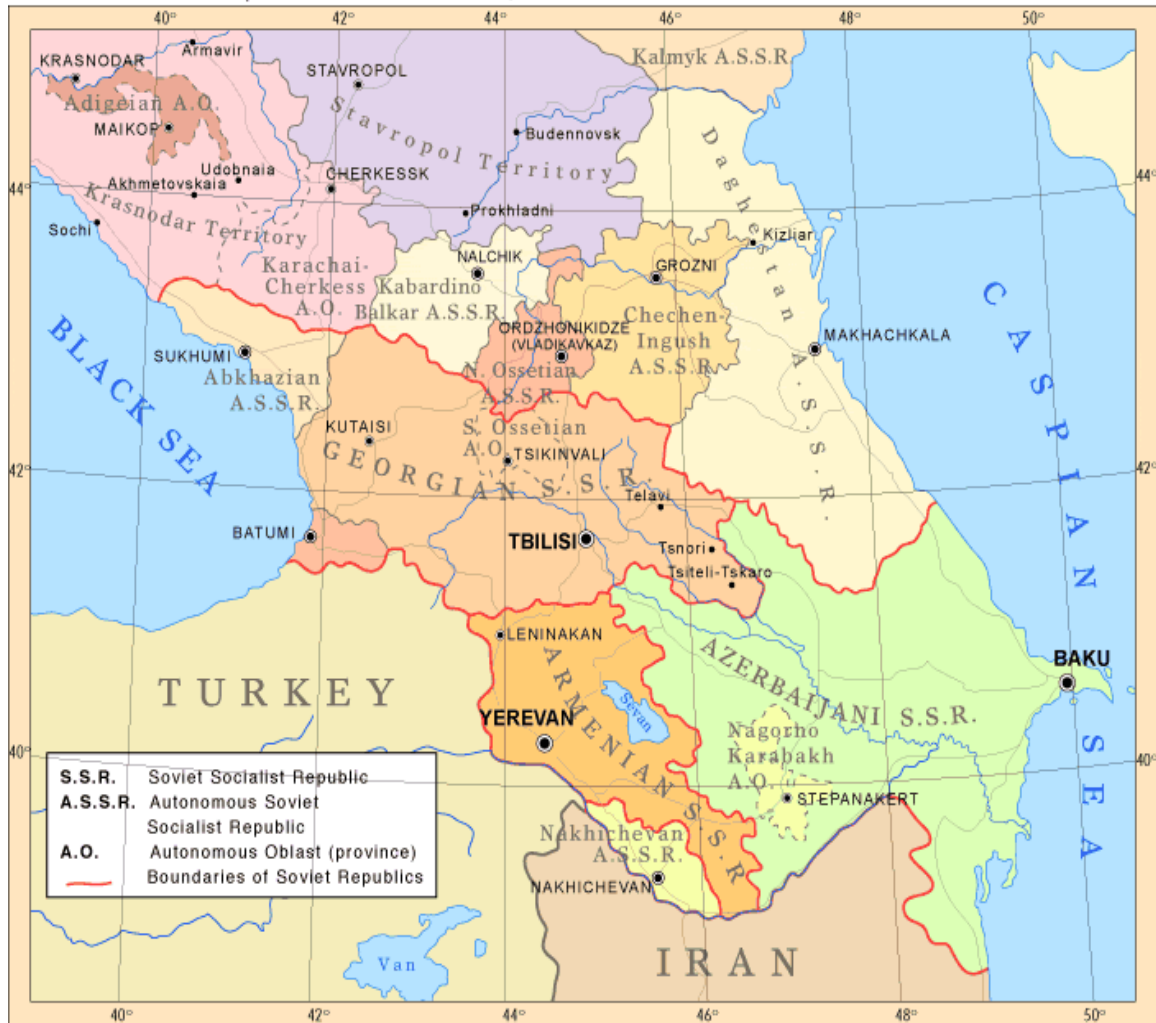 40°
42°
44°
46°
48°
50°
KRASNODAR
Armavir
Kalmyk A.S.S.R
STAVROPOL
Adigeian A.O.
MAIKOP
Stavropol Territory
Budennovsk
Daghestan A.S.S.R.
44°
44°
Udobnaia
CHERKESSK
Akhmetovskaia
Krasnodar Territory
Prokhladni
Sochi
Kizliar
NALCHIK
GROZNI
Karachai-
Cherkess
A.O.
Kabardino
Balkar A.S.S.R.
CASPIAN SEA
BLACK SEA
Chechen-
Ingush
A.S.S.R.
ORDZHONIKIDZE
(VLADIKAVKAZ)
MAKHACHKALA
SUKHUMI
Abkhazian
A.S.S.R.
N. Ossetian
A.S.S.R.
KUTAISI
S. Ossetian
A.O.
TSIKINVALI
GEORGIAN S.S.R.
42°
42°
Telavi
BATUMI
TBILISI
Tsnori
Tsiteli-Tskaro
LENINAKAN
ARMENIAN S.S.R
AZERBAIJANI S.S.R.
BAKU
TURKEY
Sevan
YEREVAN
Nagorno
Karabakh
A.O.
40°
40°
STEPANAKERT
S.S.R. Soviet Socialist Republic
A.S.S.R. Autonomous Soviet
Socialist Republic
A.O. Autonomous Oblast (province)
Boundaries of Soviet Republics
Nakhichevan
A.S.S.R.
NAKHICHEVAN
Van
IRAN
40°
42°
44°
46°
48°
50°